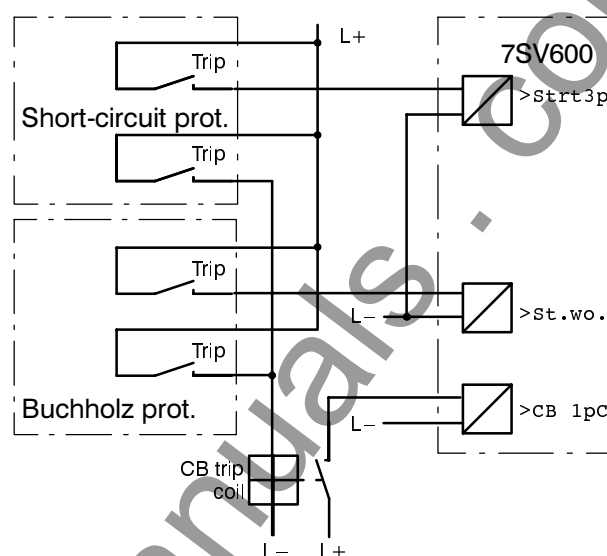 L+
7SV600
Trip
>Strt3p
Short-circuit prot.
Trip
Trip
L–
>St.wo.
Trip
Buchholz prot.
L–
>CB 1pC
CB trip
coil
L– L+